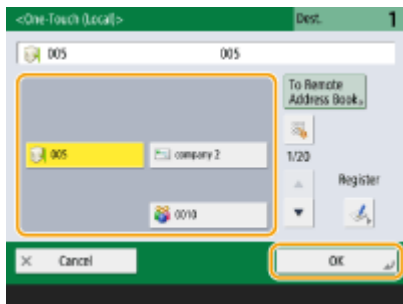 <One-Touch (Local)> Dest. 1
005 005
To Remote
Address Book
005 company 2
1/20
Register
0010
× Cancel OK